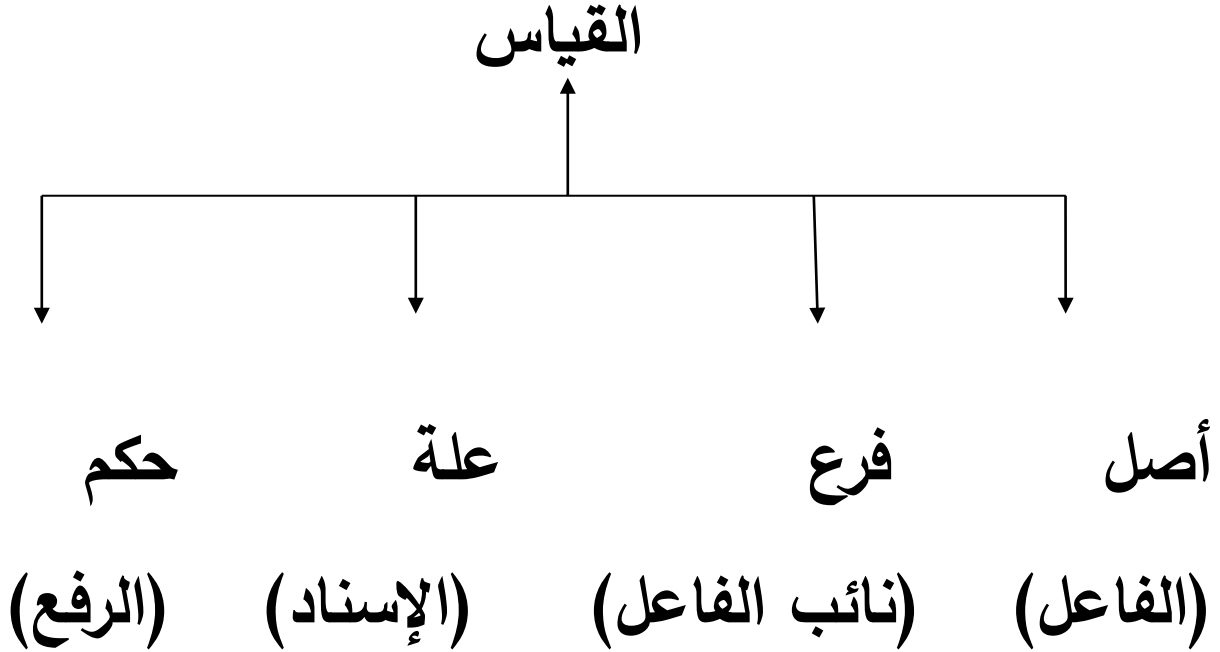 القياس
أصل فرع علة حكم
(الفاعل) (نائب الفاعل) (الإسناد) (الرفع)